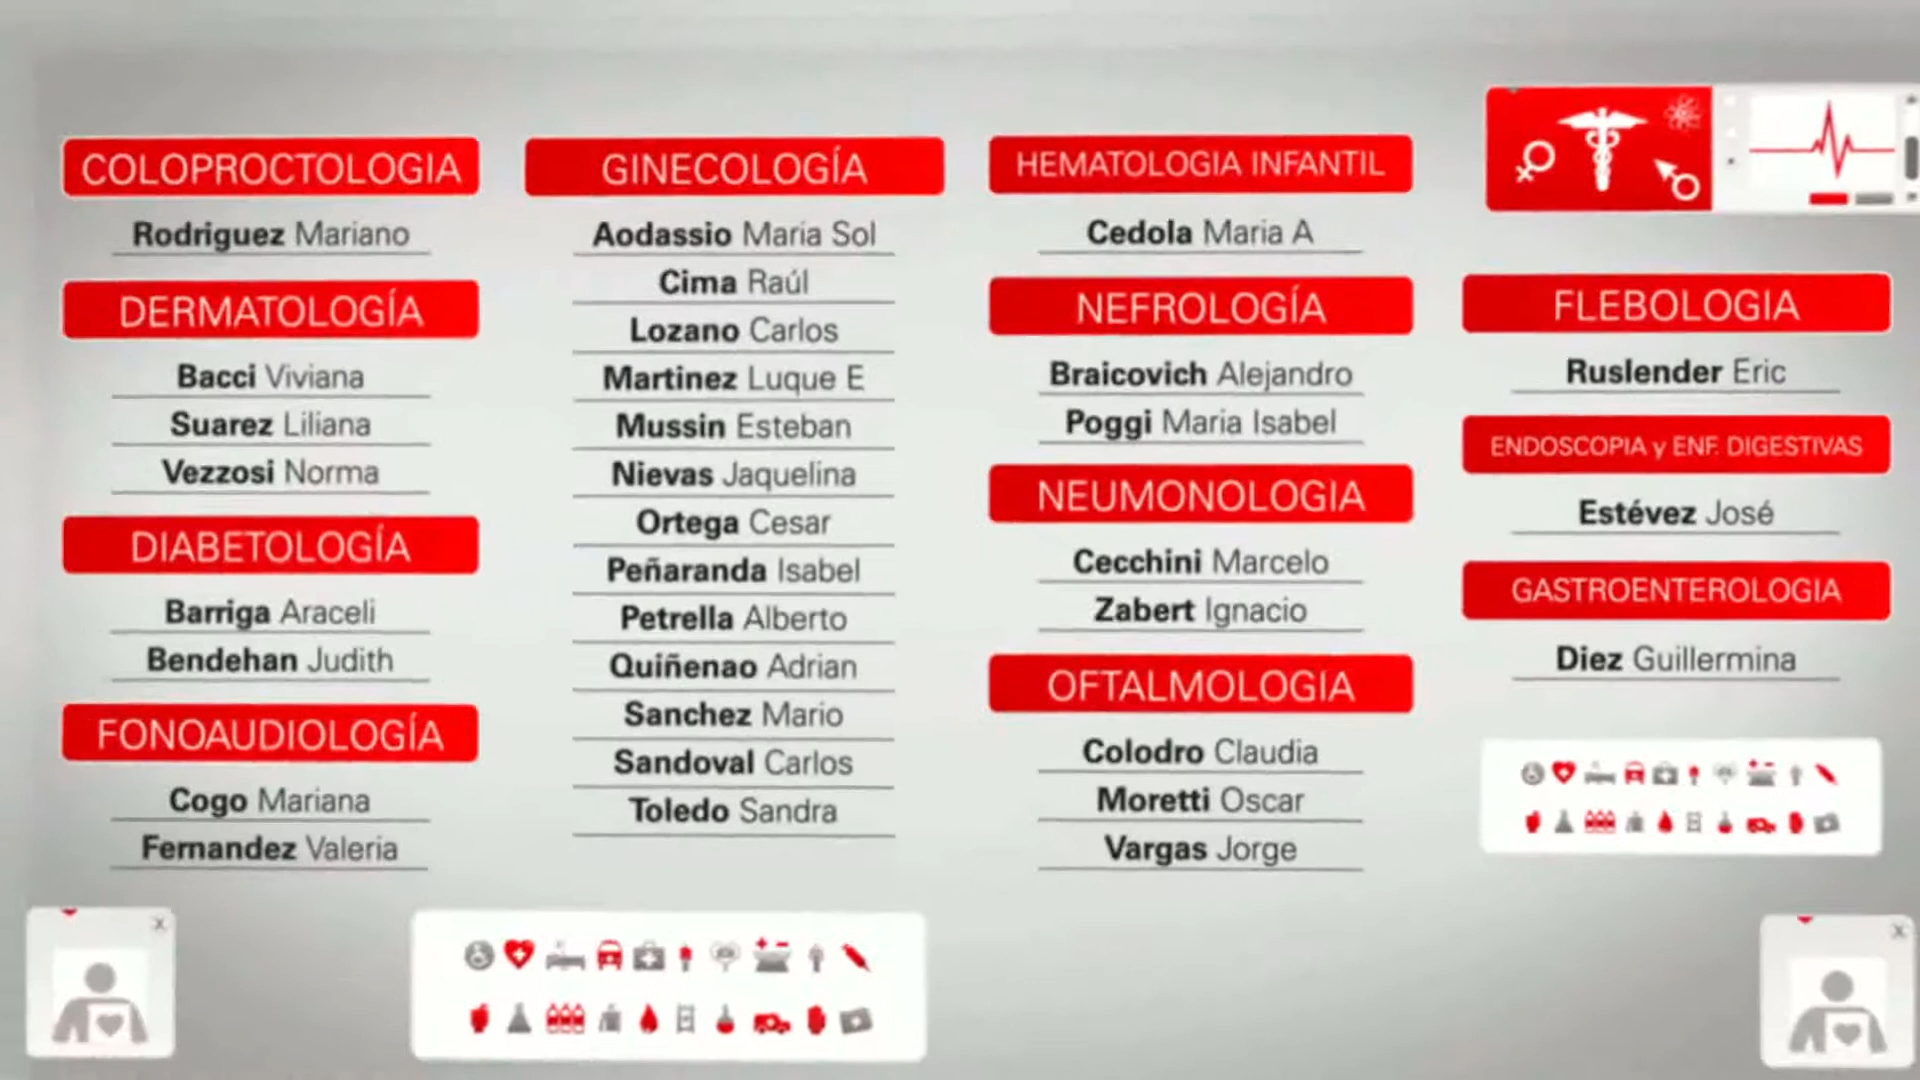 COLOPROCTOLOGIA
Rodriguez Mariano
DERMATOLOGÍA
Bacci Viviana
Suarez Liliana
Vezzosi Norma
DIABETOLOGÍA
Barriga Araceli
Bendehan Judith
FONOAUDIOLOGÍA
Cogo Mariana
Fernandez Valeria
GINECOLOGÍA
Aodassio Maria Sol
Cima Raúl
Lozano Carlos
Martinez Luque E
Mussin Esteban
Nievas Jaquelina
Ortega Cesar
Peñaranda Isabel
Petrella Alberto
Quiñenao Adrian
Sanchez Mario
Sandoval Carlos
Toledo Sandra
HEMATOLOGIA INFANTIL
Cedola Maria A
NEFROLOGÍA
Braicovich Alejandro
Poggi Maria Isabel
NEUMONOLOGIA
Cecchini Marcelo
Zabert Ignacio
OFTALMOLOGIA
Colodro Claudia
Moretti Oscar
Vargas Jorge
FLEBOLOGIA
Ruslender Eric
ENDOSCOPIA y ENF. DIGESTIVAS
Estévez José
GASTROENTEROLOGIA
Diez Guillermina